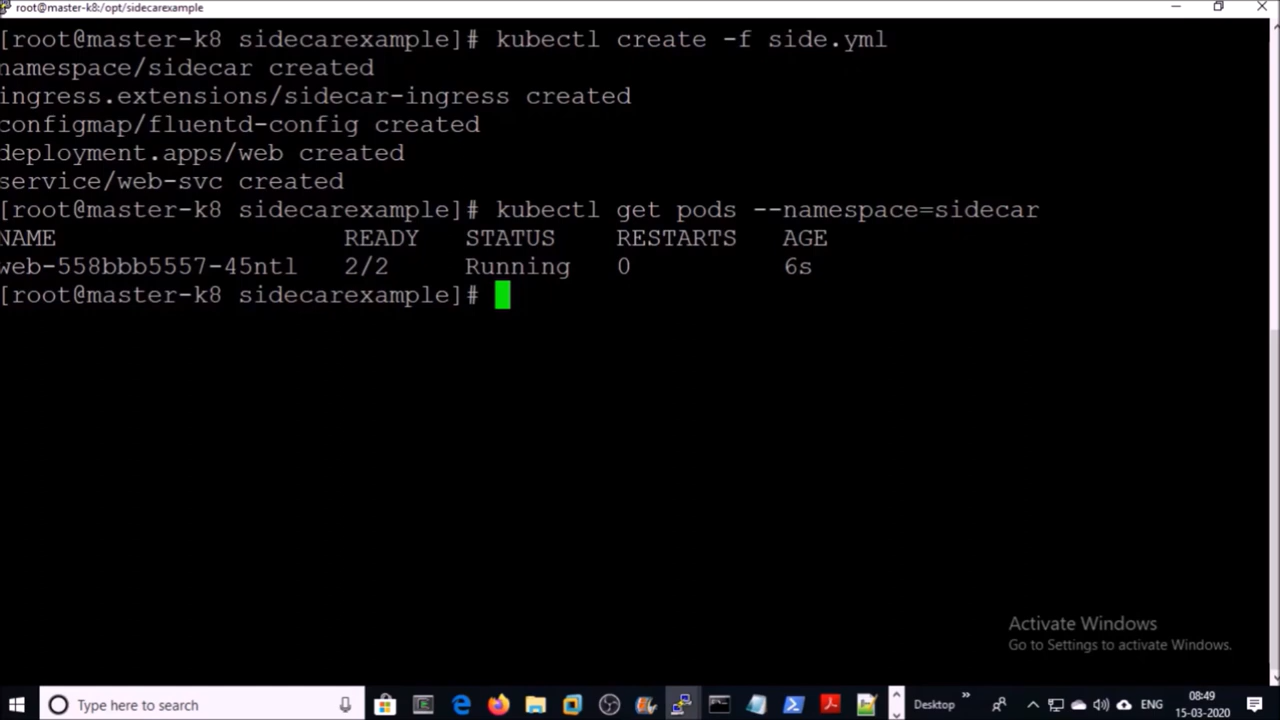 root@master-k8:/opt/sidecarexample
[root@master-k8 sidecarexample]# kubectl create -f side.yml
namespace/sidecar created
ingress.extensions/sidecar-ingress created
configmap/fluentd-config created
deployment.apps/web created
service/web-svc created
[root@master-k8 sidecarexample]# kubectl get pods --namespace=sidecar
NAME READY STATUS RESTARTS AGE
web-558bbb5557-45ntl 2/2 Running 0 6s
[root@master-k8 sidecarexample]#
Activate Windows
Go to Settings to activate Windows.
Type here to search
Desktop
ENG
08:49
15-03-2020